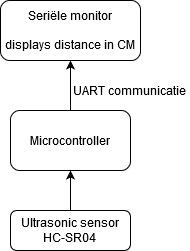 Seriële monitor
displays distance in CM
UART communicatie
Microcontroller
Ultrasonic sensor
HC-SR04